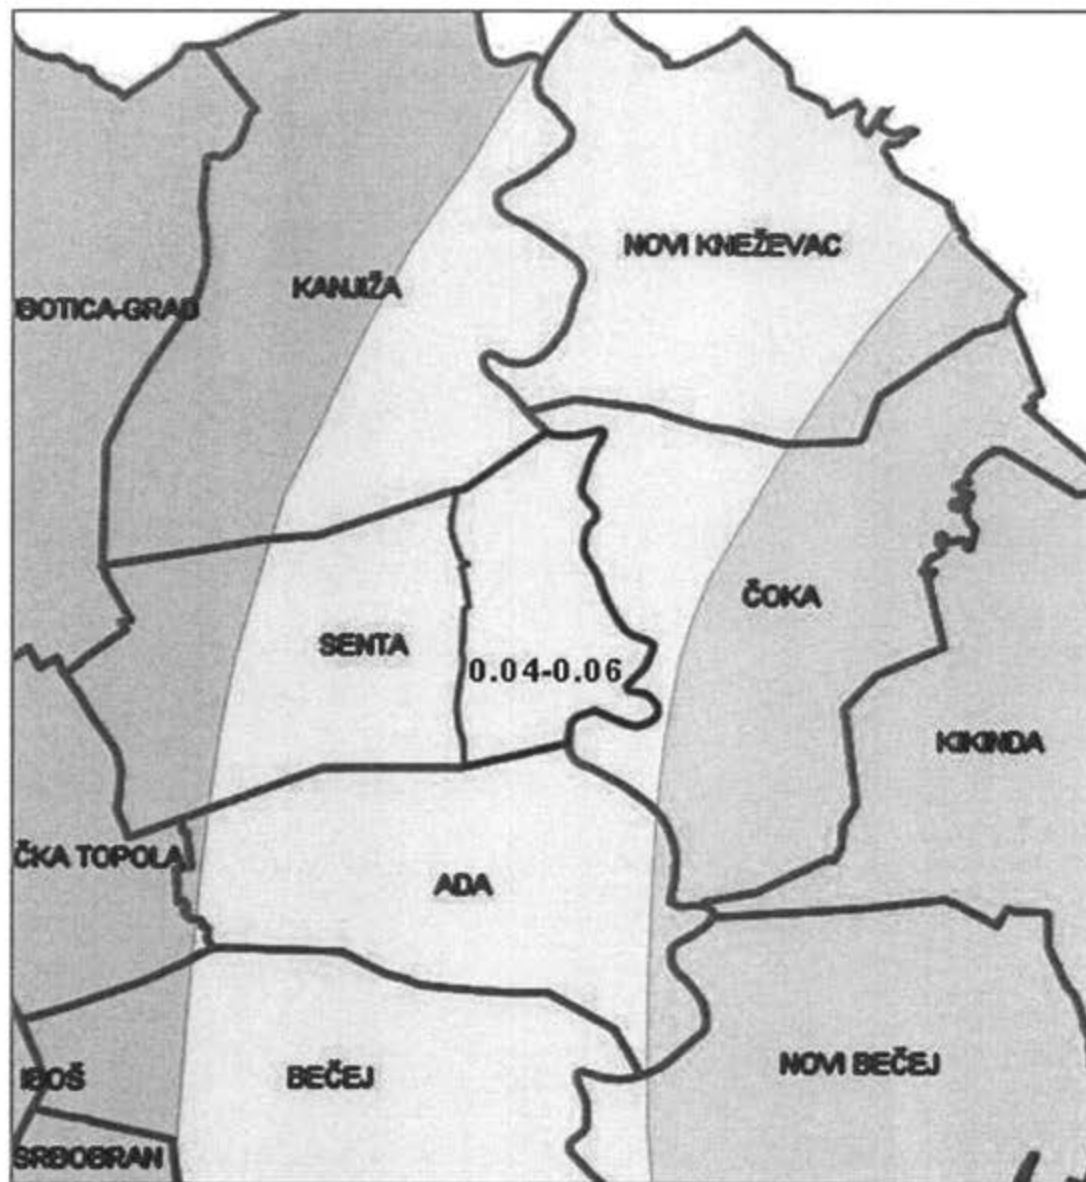 NOVI KNEŽEVAC
KANJIŽA
BOTICA-GRAD
ČOKA
SENTA
0.04-0.06
KIKINDA
ČKA TOPOLA
ADA
NOVI BEČEJ
IĐOŠ
BEČEJ
SRBOBRAN